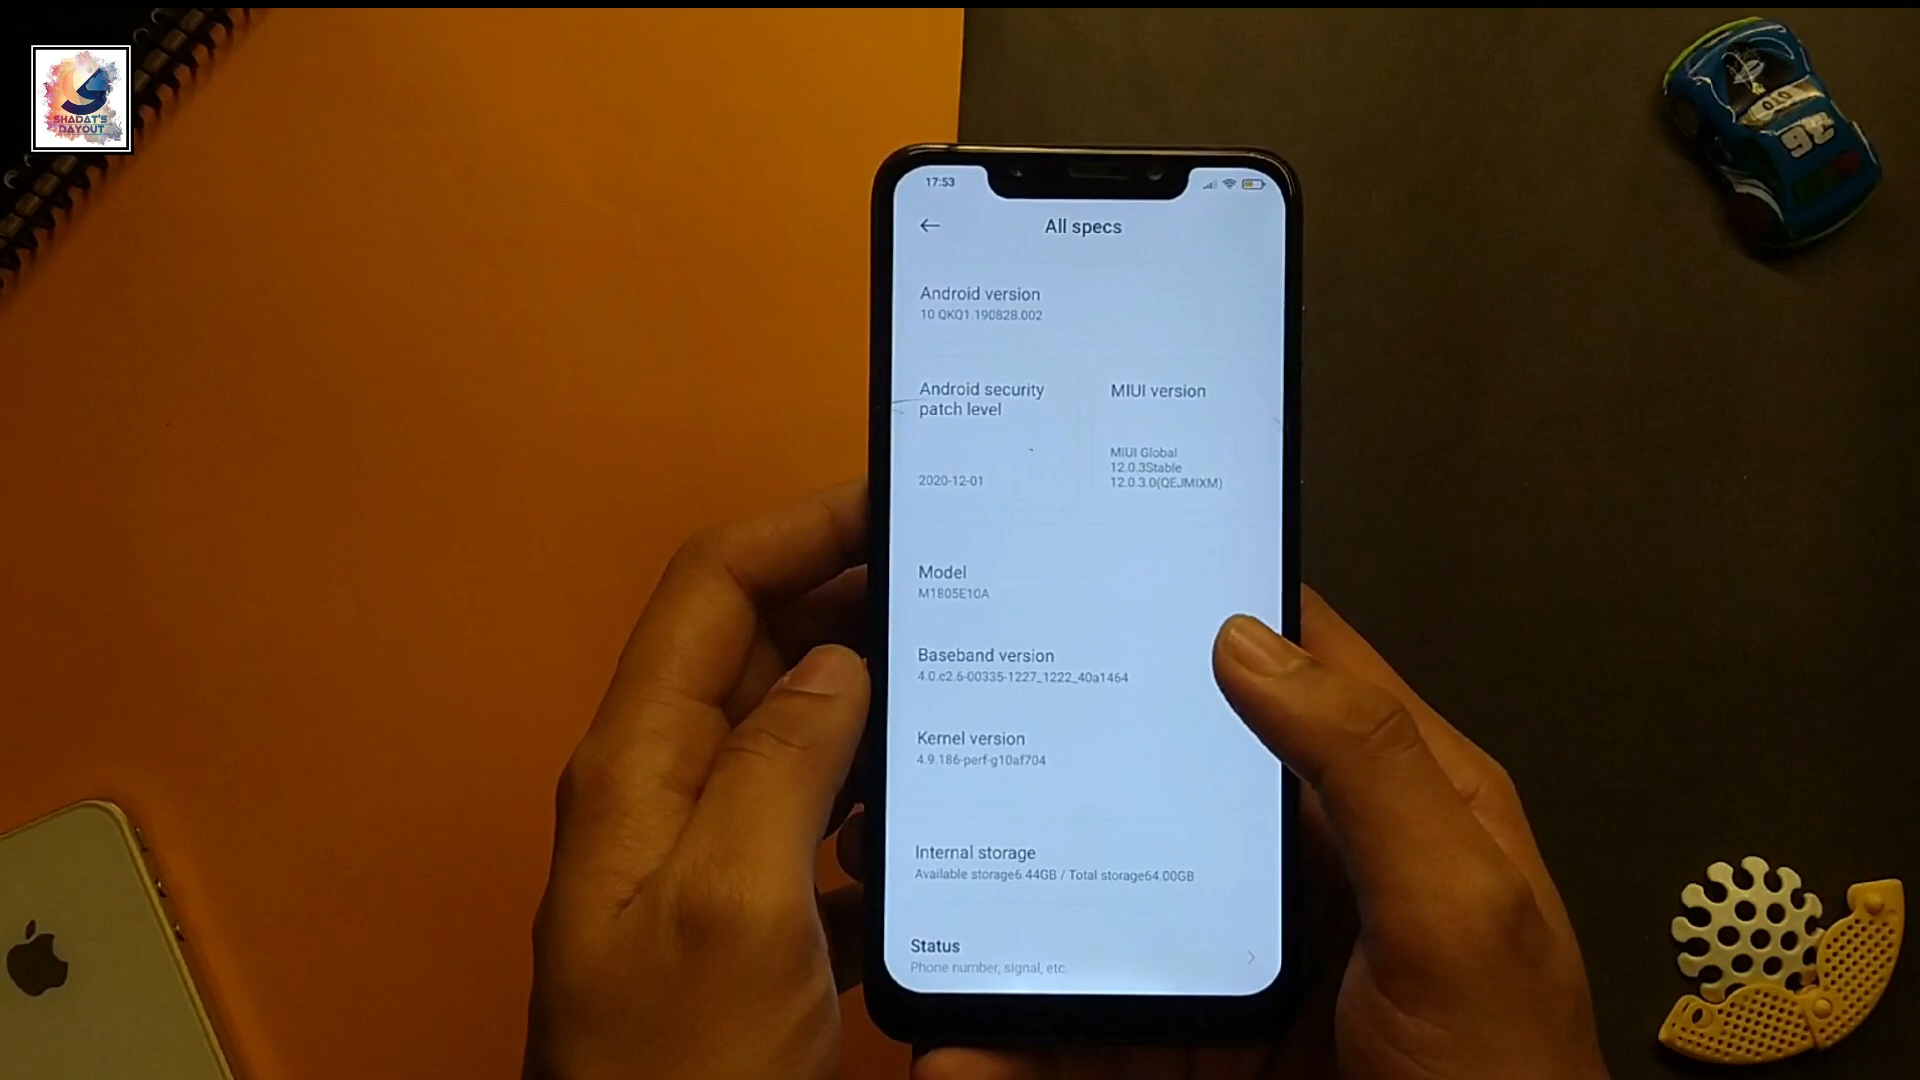 SHADAT'S
DAYOUT
010
92
17:53
All specs
Android version
10 QKQ1.190828.002
Android security
patch level
2020-12-01
MIUI version
MIUI Global
12.0.3Stable
12.0.3.0(QEJMIXM)
Model
M1805E10A
Baseband version
4.0.c2.6-00335-1227_1222_40a1464
Kernel version
4.9.186-perf-g10af704
Internal storage
Available storage6.44GB / Total storage64.00GB
Status
Phone number, signal, etc.